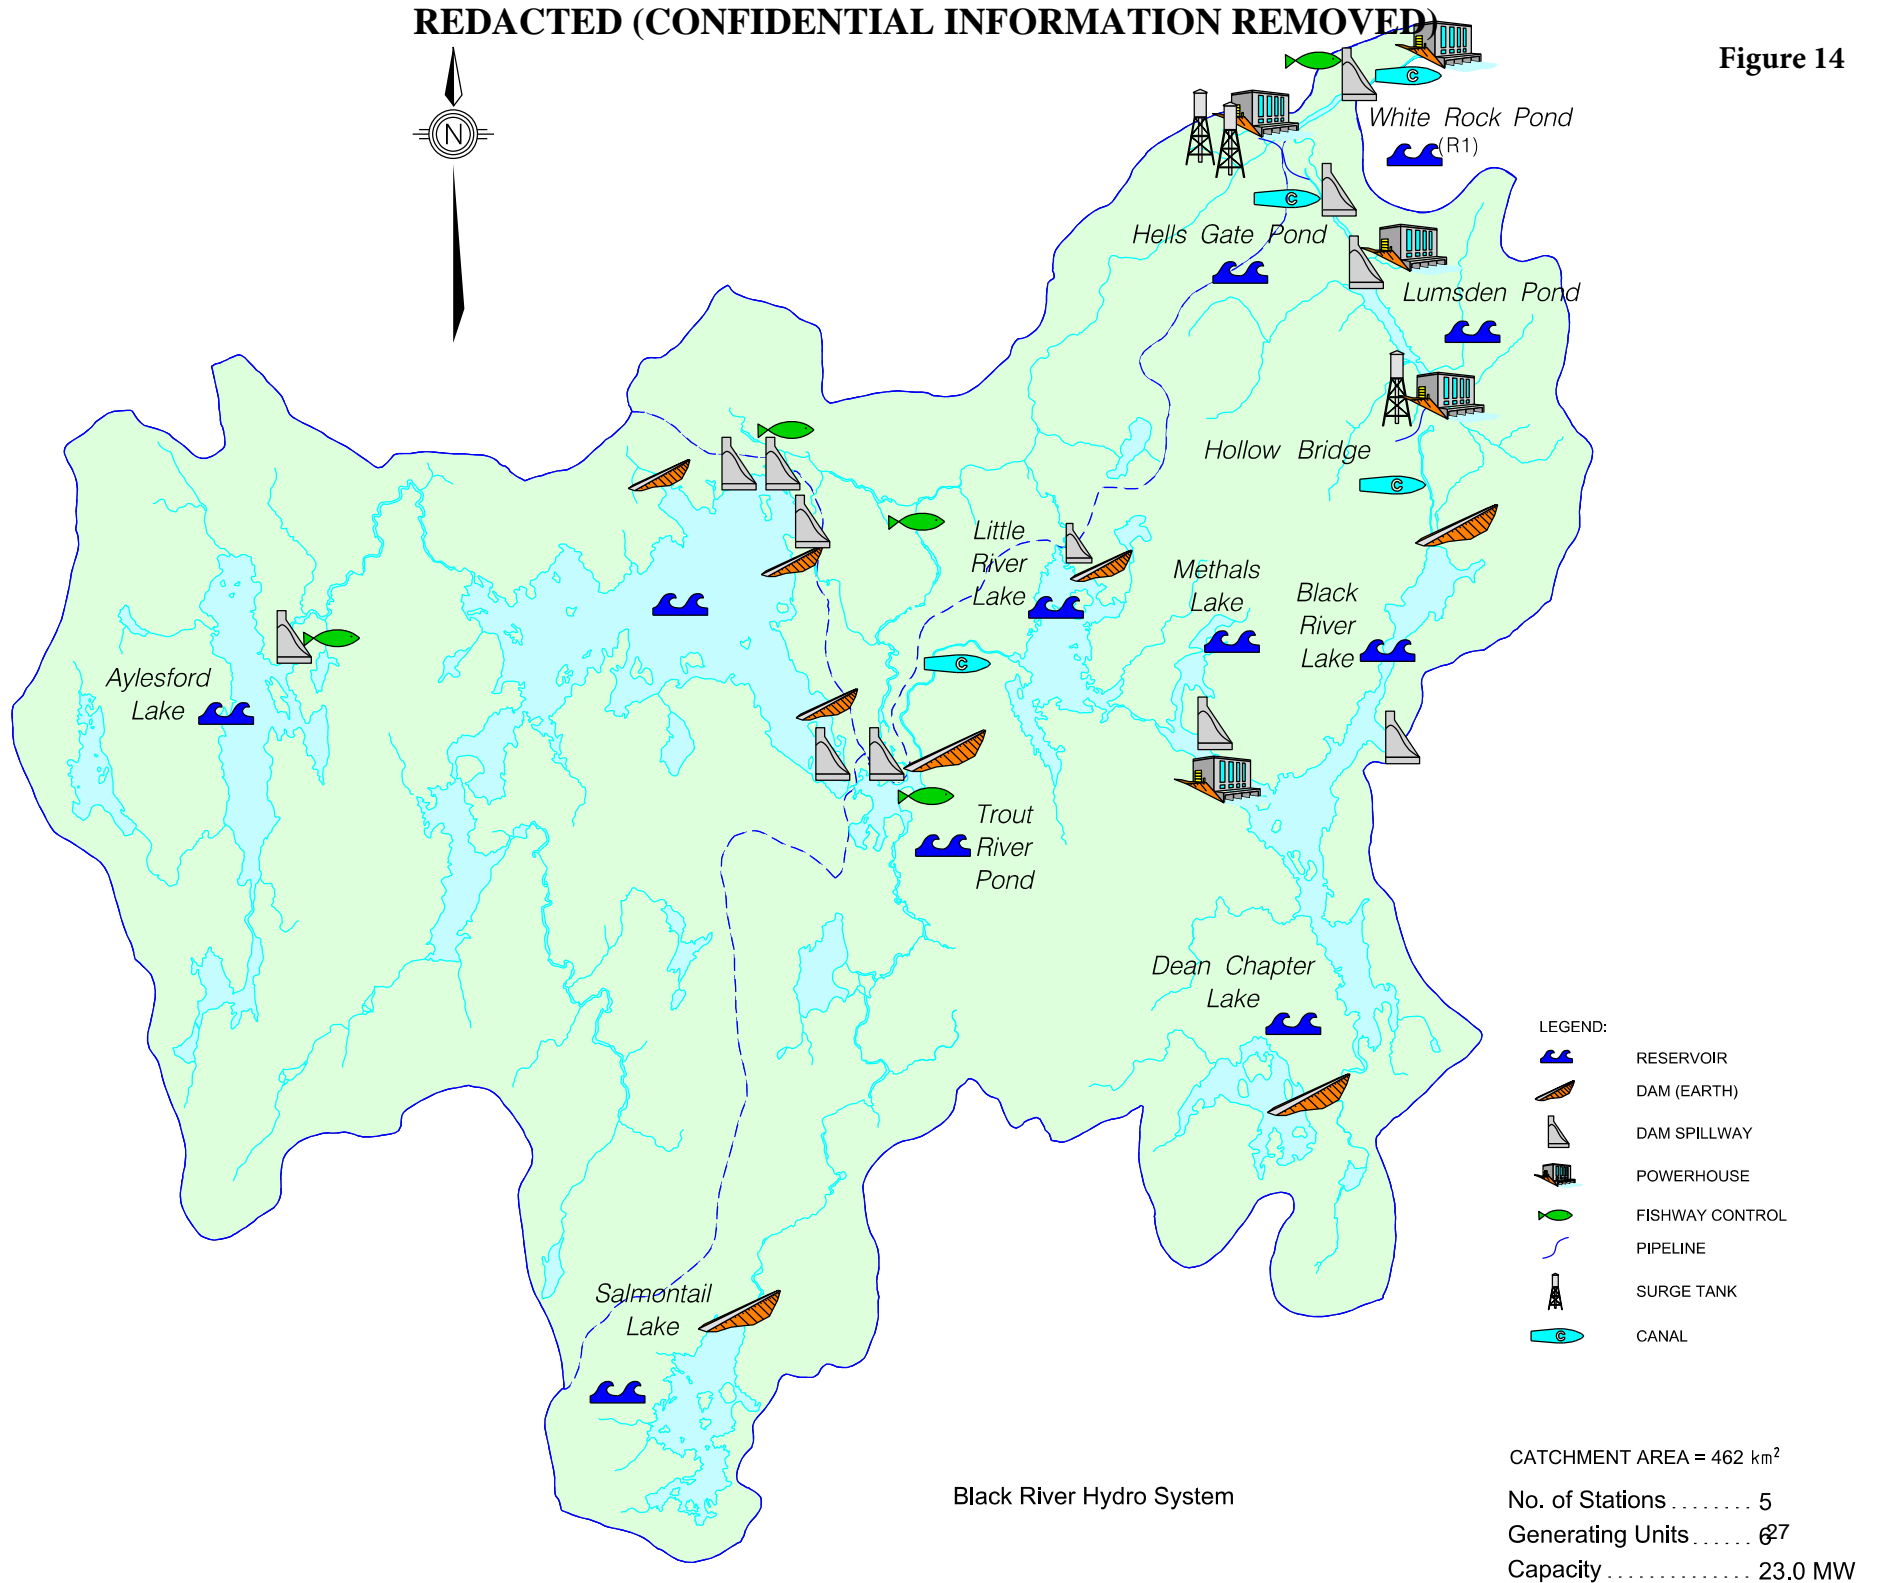 REDACTED (CONFIDENTIAL INFORMATION REMOVED)
Figure 14
N
C
White Rock Pond
(R1)
C
Hells Gate Pond
Lumsden Pond
Hollow Bridge
C
Little
River
Lake
Methals
Lake
Black
River
Lake
C
Aylesford
Lake
Trout
River
Pond
Dean Chapter
Lake
Salmontail
Lake
LEGEND:
RESERVOIR
DAM (EARTH)
DAM SPILLWAY
POWERHOUSE
FISHWAY CONTROL
PIPELINE
SURGE TANK
C
CANAL
CATCHMENT AREA = 462 km²
Black River Hydro System
No. of Stations ........ 5
Generating Units ...... 6
27
Capacity .............. 23.0 MW